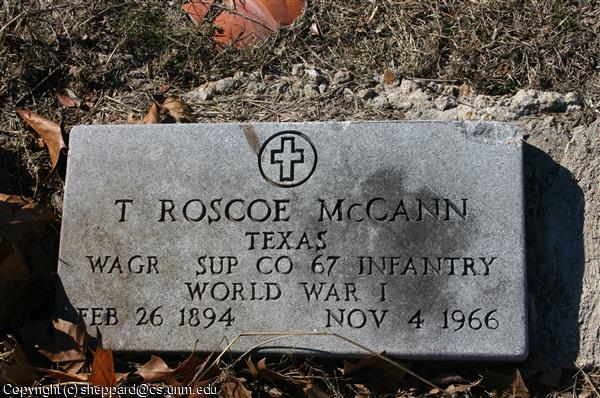 T ROSCOE McCANN
TEXAS
WAGR SUP CO 67 INFANTRY
WORLD WAR I
FEB 26 1894 NOV 4 1966
Copyright (c) sheppard@cs.unm.edu